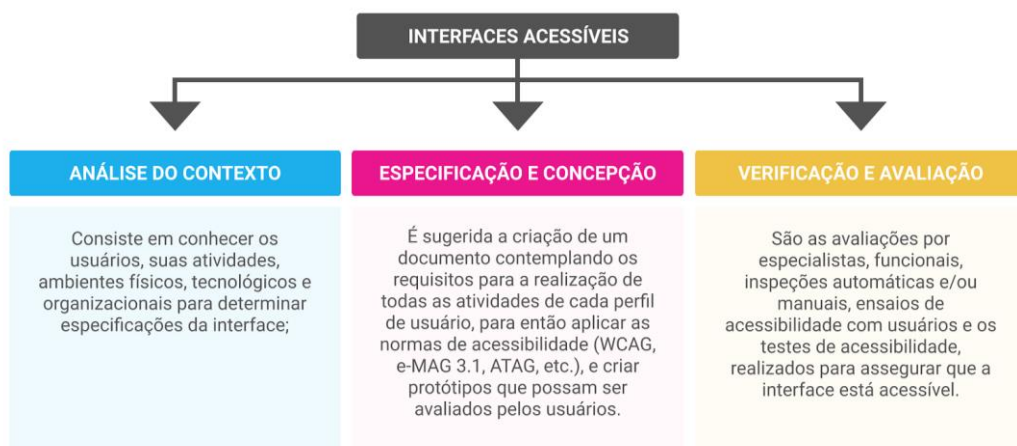 INTERFACES ACESSÍVEIS
ANÁLISE DO CONTEXTO
Consiste em conhecer os
usuários, suas atividades,
ambientes físicos, tecnológicos e
organizacionais para determinar
especificações da interface;
ESPECIFICAÇÃO E CONCEPÇÃO
É sugerida a criação de um
documento contemplando os
requisitos para a realização de
todas as atividades de cada perfil
de usuário, para então aplicar as
normas de acessibilidade (WCAG,
e-MAG 3.1, ATAG, etc.), e criar
protótipos que possam ser
avaliados pelos usuários.
VERIFICAÇÃO E AVALIAÇÃO
São as avaliações por
especialistas, funcionais,
inspeções automáticas e/ou
manuais, ensaios de
acessibilidade com usuários e os
testes de acessibilidade,
realizados para assegurar que a
interface está acessível.